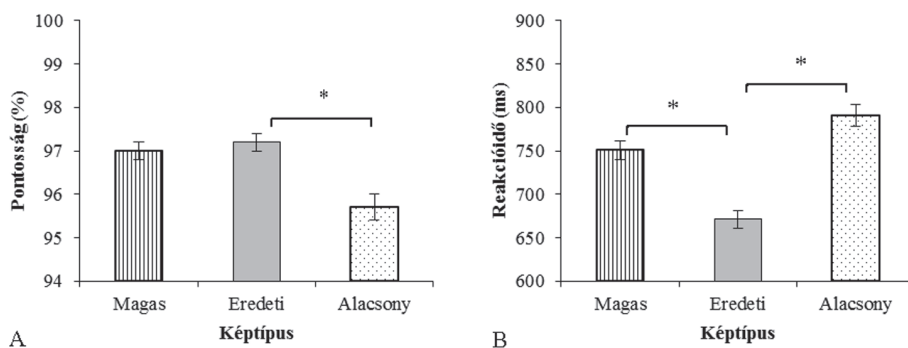 Pontosság (%)
100
99
98
97
96
95
94
*
Magas Eredeti Alacsony
Képtípus
A
Reakcióidő (ms)
900
850
800
750
700
650
600
*
*
Magas Eredeti Alacsony
Képtípus
B